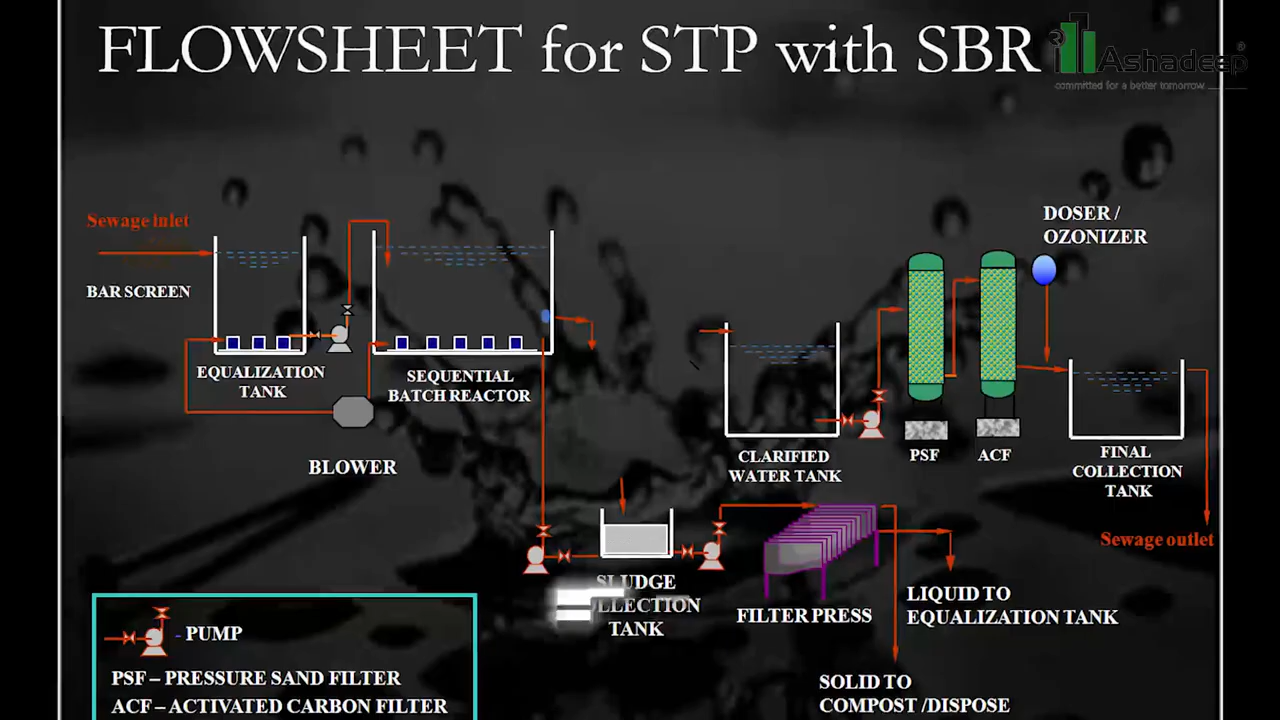 FLOWSHEET for STP with SBR
Ashadeep®
committed for a better tomorrow
Sewage inlet
BAR SCREEN
EQUALIZATION
TANK
SEQUENTIAL
BATCH REACTOR
BLOWER
DOSER /
OZONIZER
CLARIFIED
WATER TANK
PSF
ACF
FINAL
COLLECTION
TANK
Sewage outlet
SLUDGE
TANK
FILTER PRESS
LIQUID TO
EQUALIZATION TANK
SOLID TO
COMPOST /DISPOSE
- PUMP
PSF – PRESSURE SAND FILTER
ACF – ACTIVATED CARBON FILTER